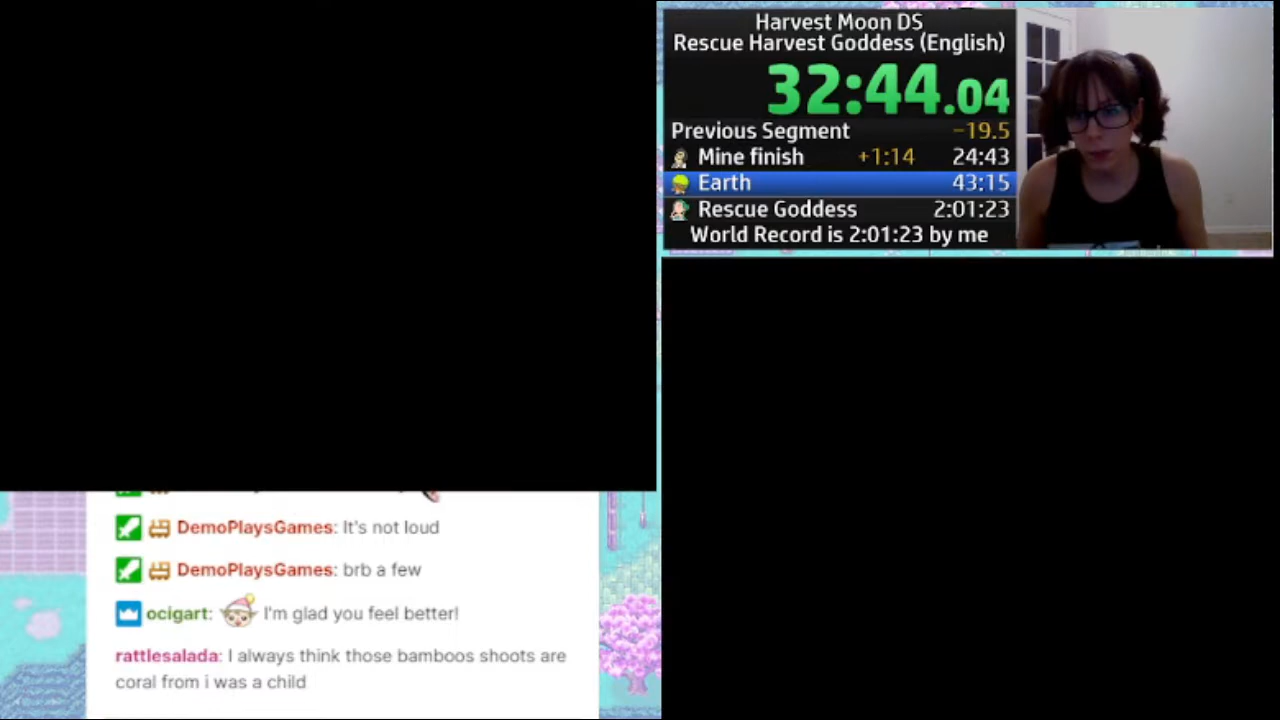 Harvest Moon DS
Rescue Harvest Goddess (English)
32:44.04
Previous Segment -19.5
Mine finish +1:14 24:43
Earth 43:15
Rescue Goddess 2:01:23
World Record is 2:01:23 by me
DemoPlaysGames: It's not loud
DemoPlaysGames: brb a few
ocigart: I'm glad you feel better!
rattlesalada: I always think those bamboos shoots are
coral from i was a child